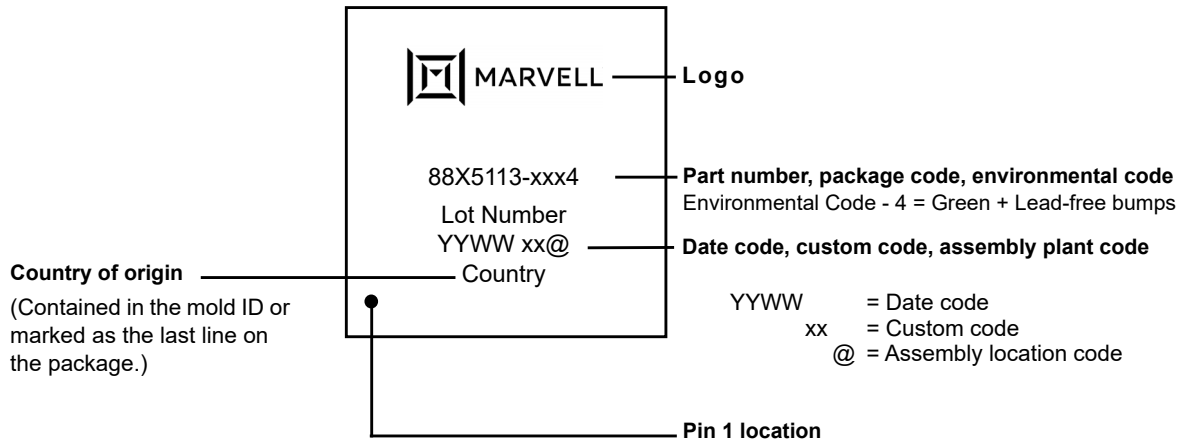 MARVELL
Logo
88X5113-xxx4
Part number, package code, environmental code
Environmental Code - 4 = Green + Lead-free bumps
Lot Number
YYWW xx@
Date code, custom code, assembly plant code
Country of origin
Country
(Contained in the mold ID or
marked as the last line on
the package.)
YYWW = Date code
xx = Custom code
@ = Assembly location code
Pin 1 location